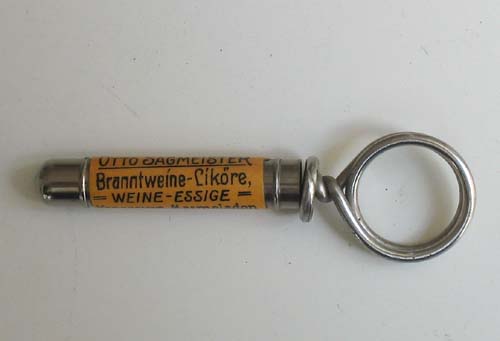 OTTO SAGMEISTER
Branntweine-Liköre,
= WEINE-ESSIGE =